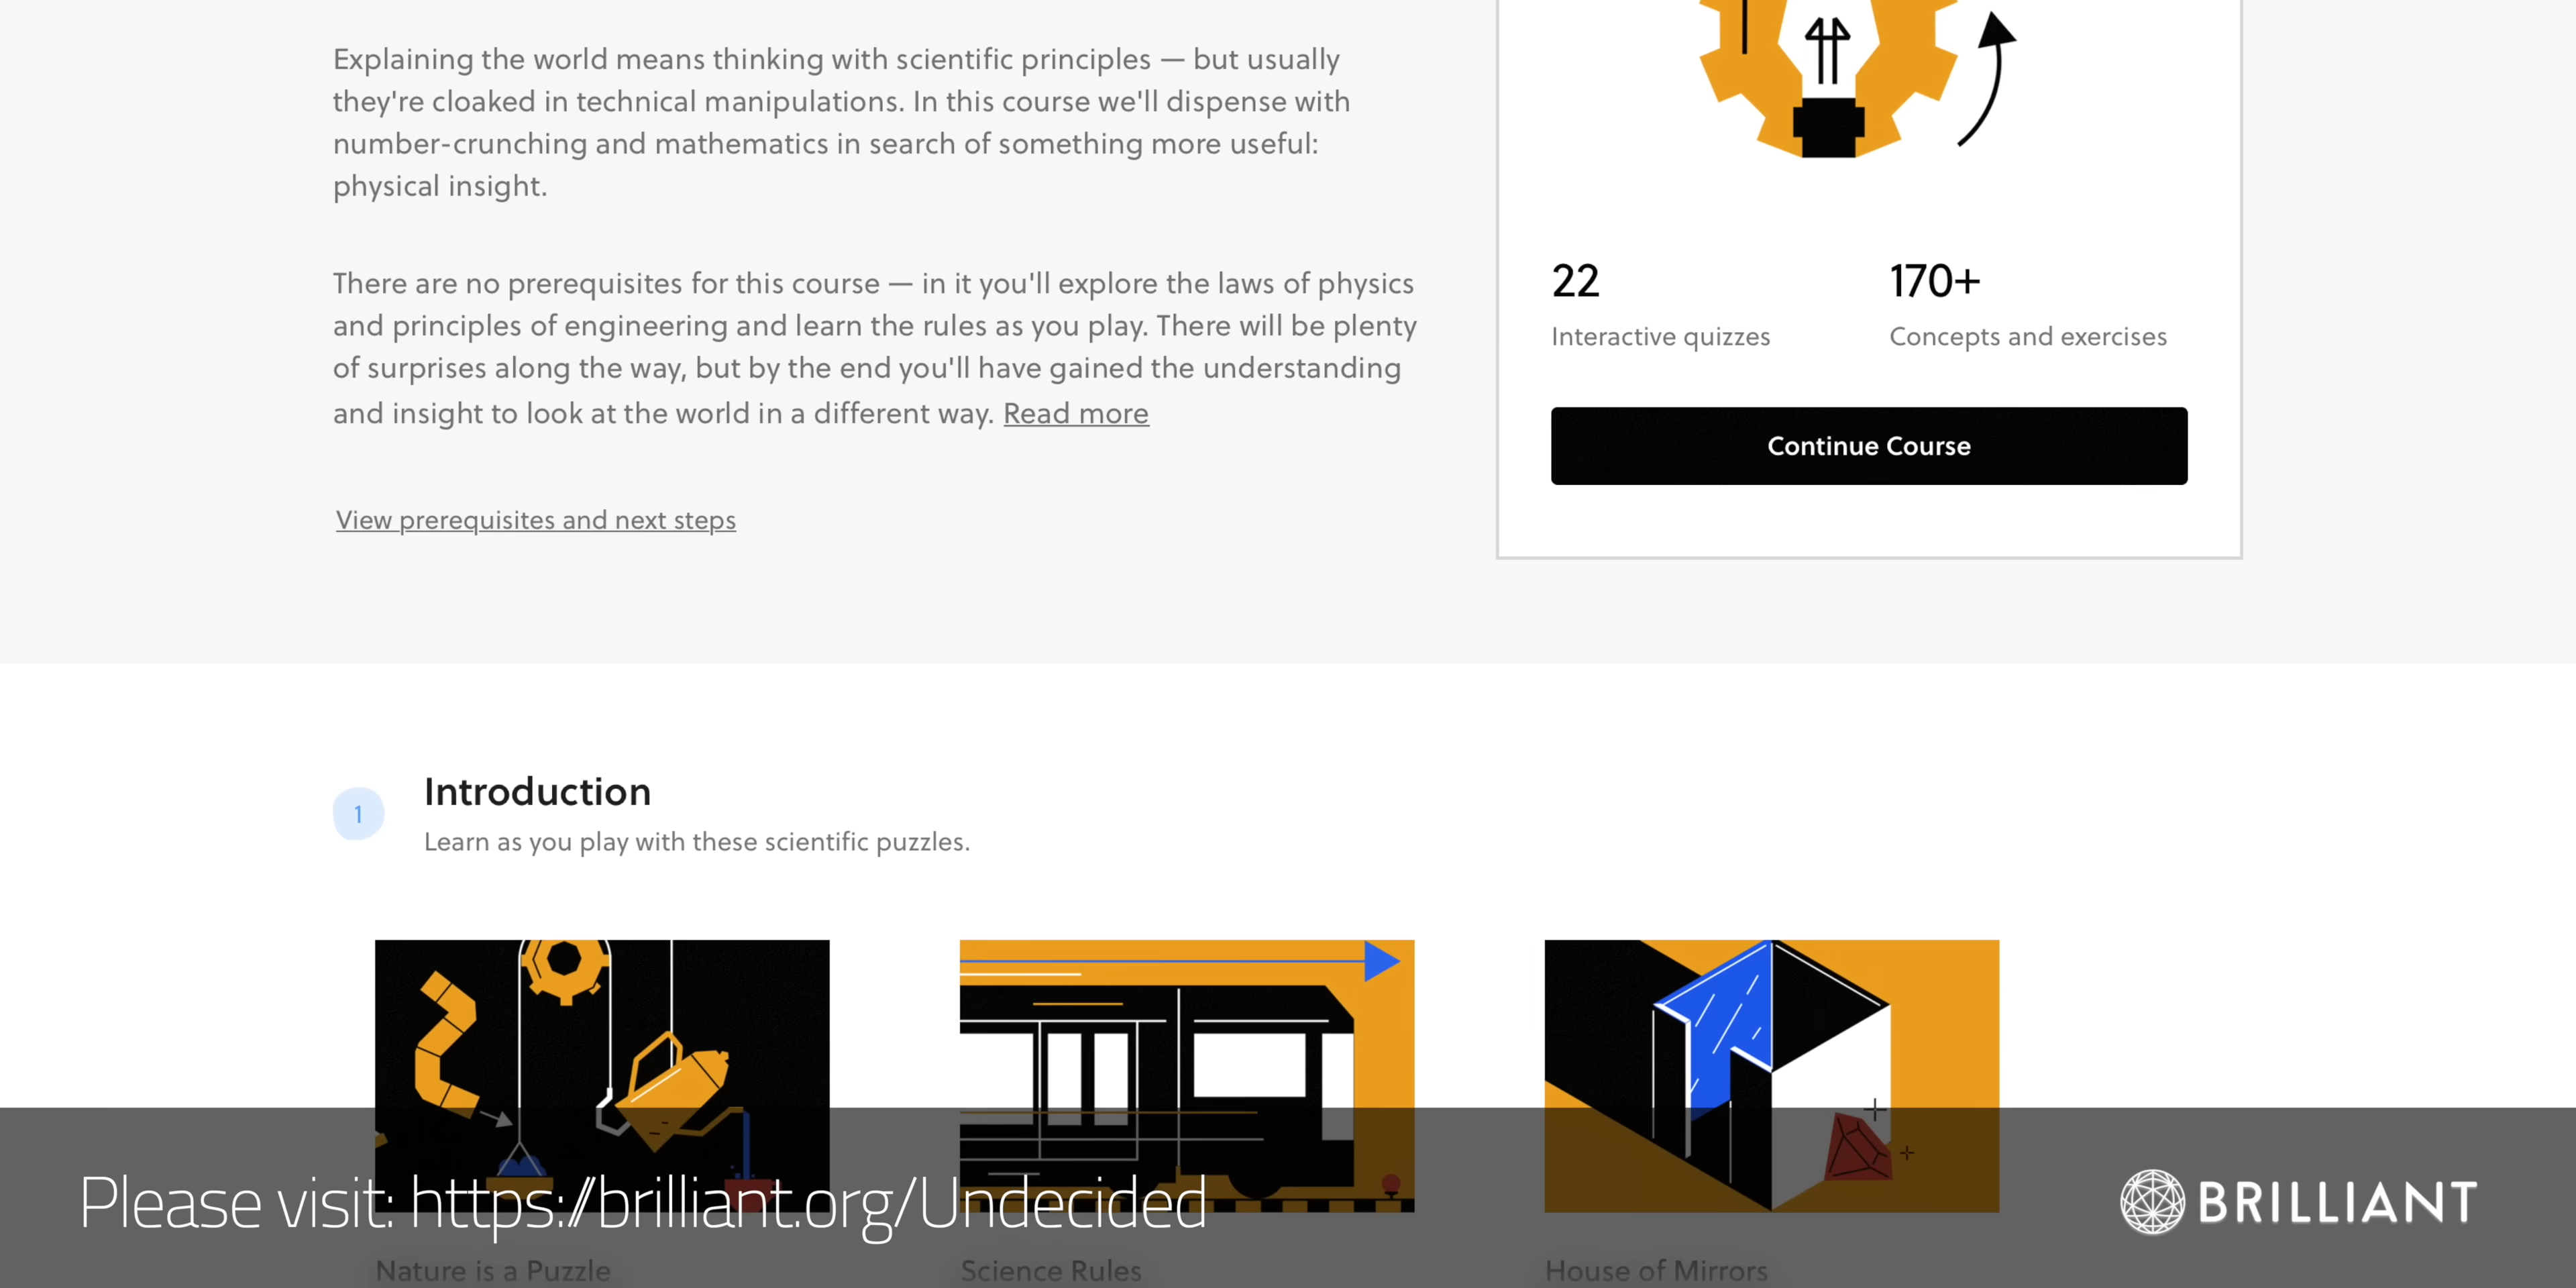 Explaining the world means thinking with scientific principles — but usually
they're cloaked in technical manipulations. In this course we'll dispense with
number-crunching and mathematics in search of something more useful:
physical insight.
There are no prerequisites for this course — in it you'll explore the laws of physics
and principles of engineering and learn the rules as you play. There will be plenty
of surprises along the way, but by the end you'll have gained the understanding
and insight to look at the world in a different way. Read more
View prerequisites and next steps
22
Interactive quizzes
170+
Concepts and exercises
Continue Course
1
Introduction
Learn as you play with these scientific puzzles.
Please visit: https://brilliant.org/Undecided
BRILLIANT
Nature is a Puzzle
Science Rules
House of Mirrors